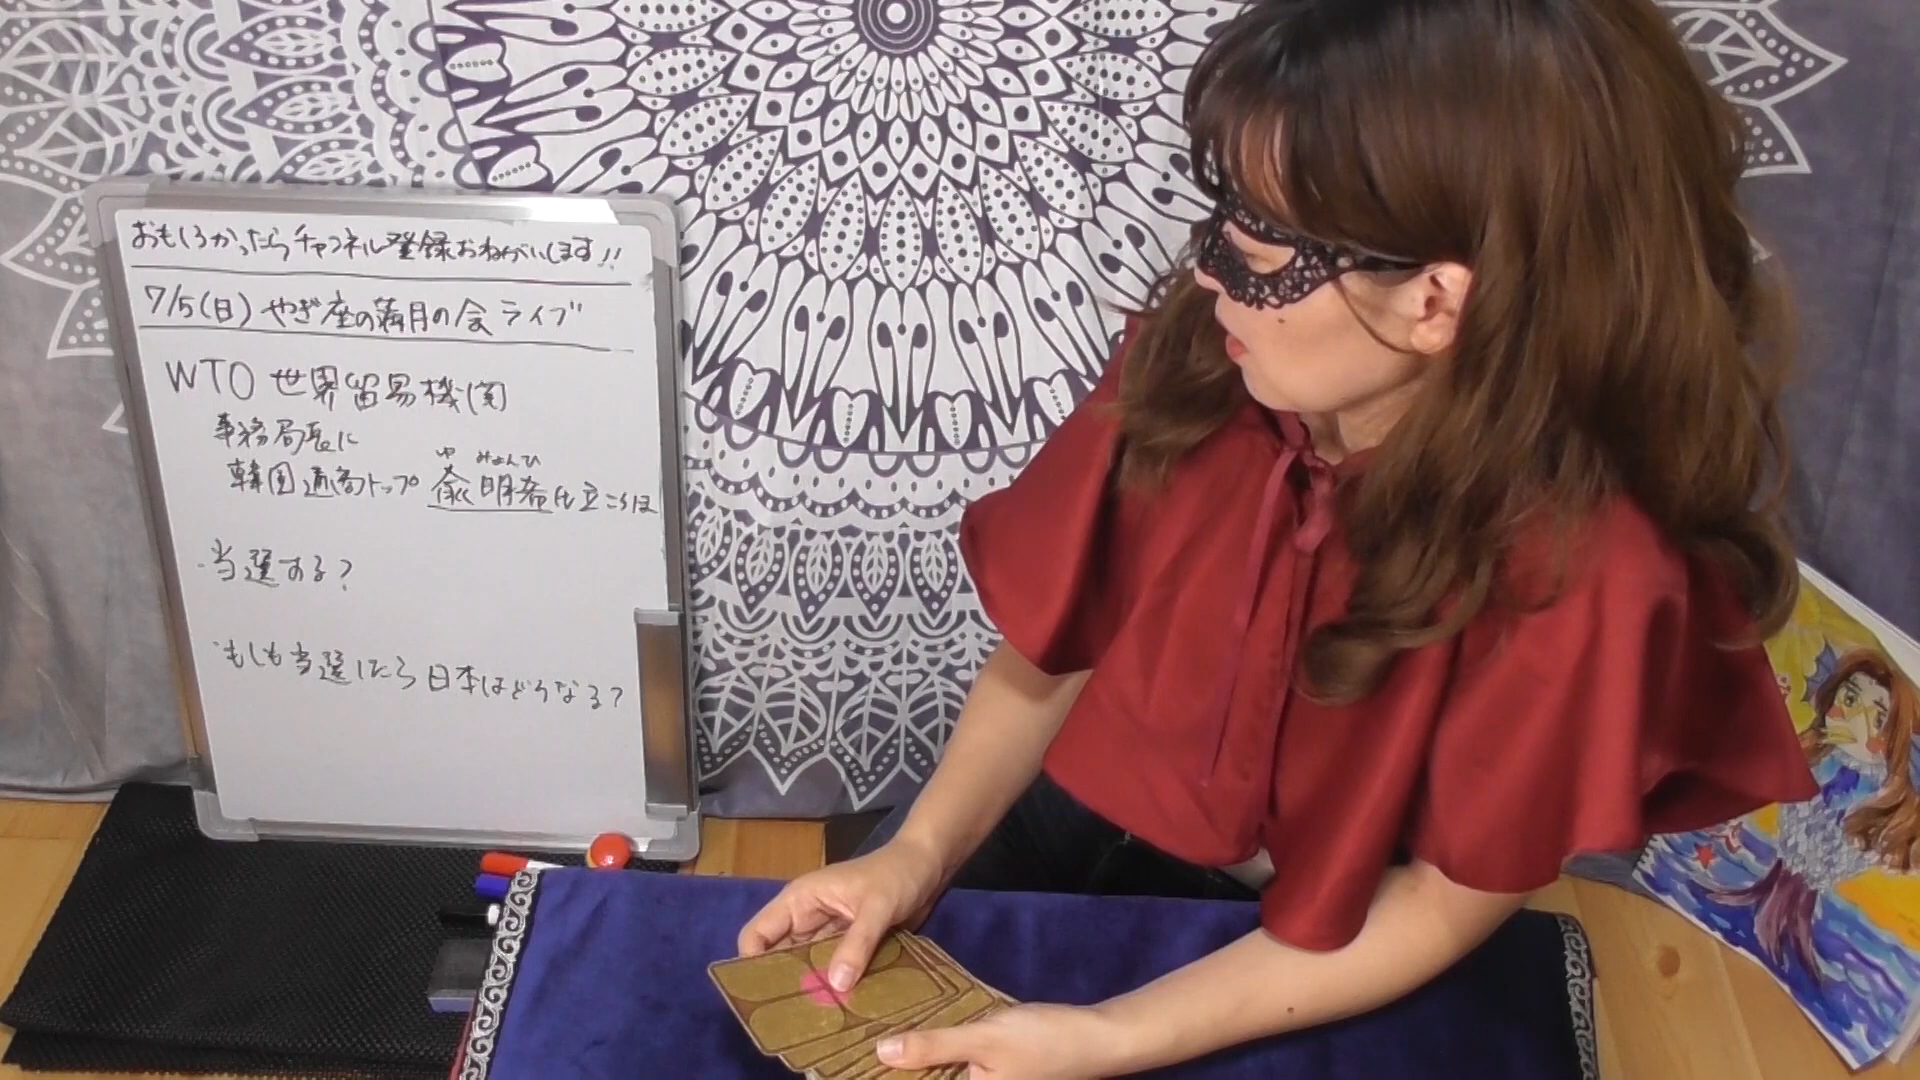 おもしろかったらチャンネル登録おねがいします!!
7/5(日) やぎ座の満月の会 ライブ
WTO 世界留易機関
事務局長に
ゆ みょんひ
韓国 通商トップ 兪 明希氏 立こうほ
・当選する?
・もしも当選したら日本はどうなる?